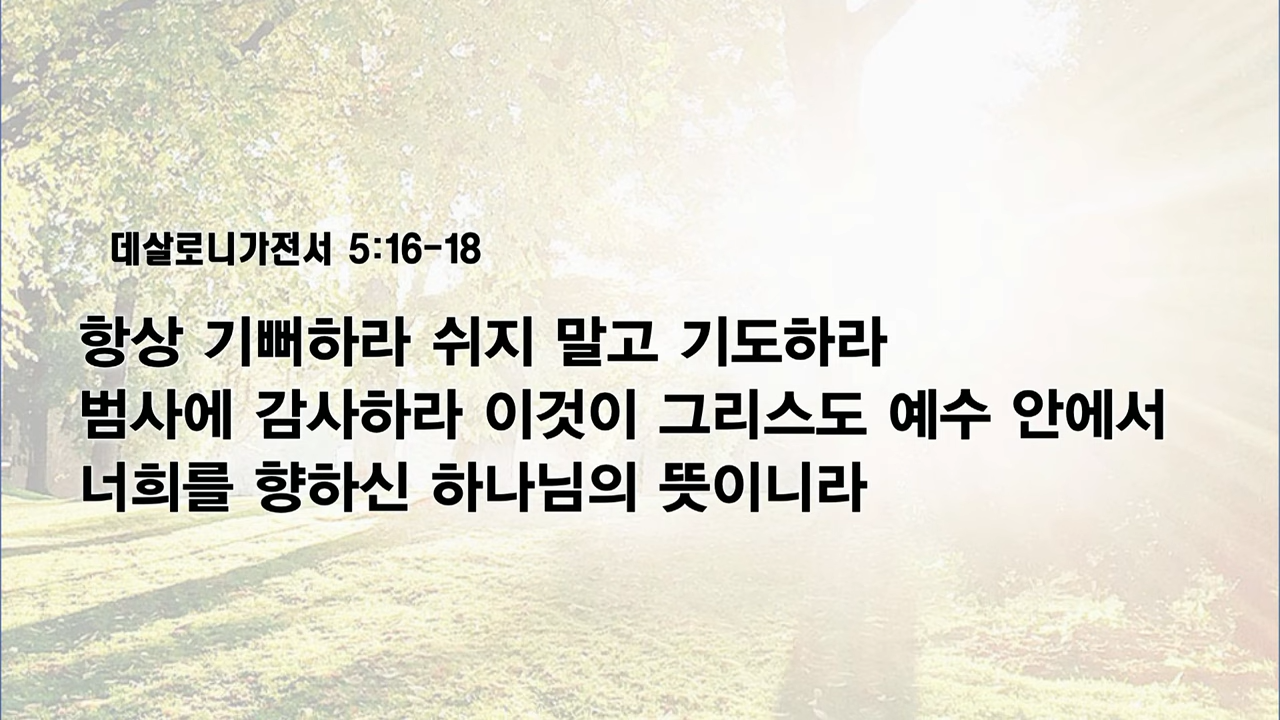 데살로니가전서 5:16-18
항상 기뻐하라 쉬지 말고 기도하라
범사에 감사하라 이것이 그리스도 예수 안에서
너희를 향하신 하나님의 뜻이니라